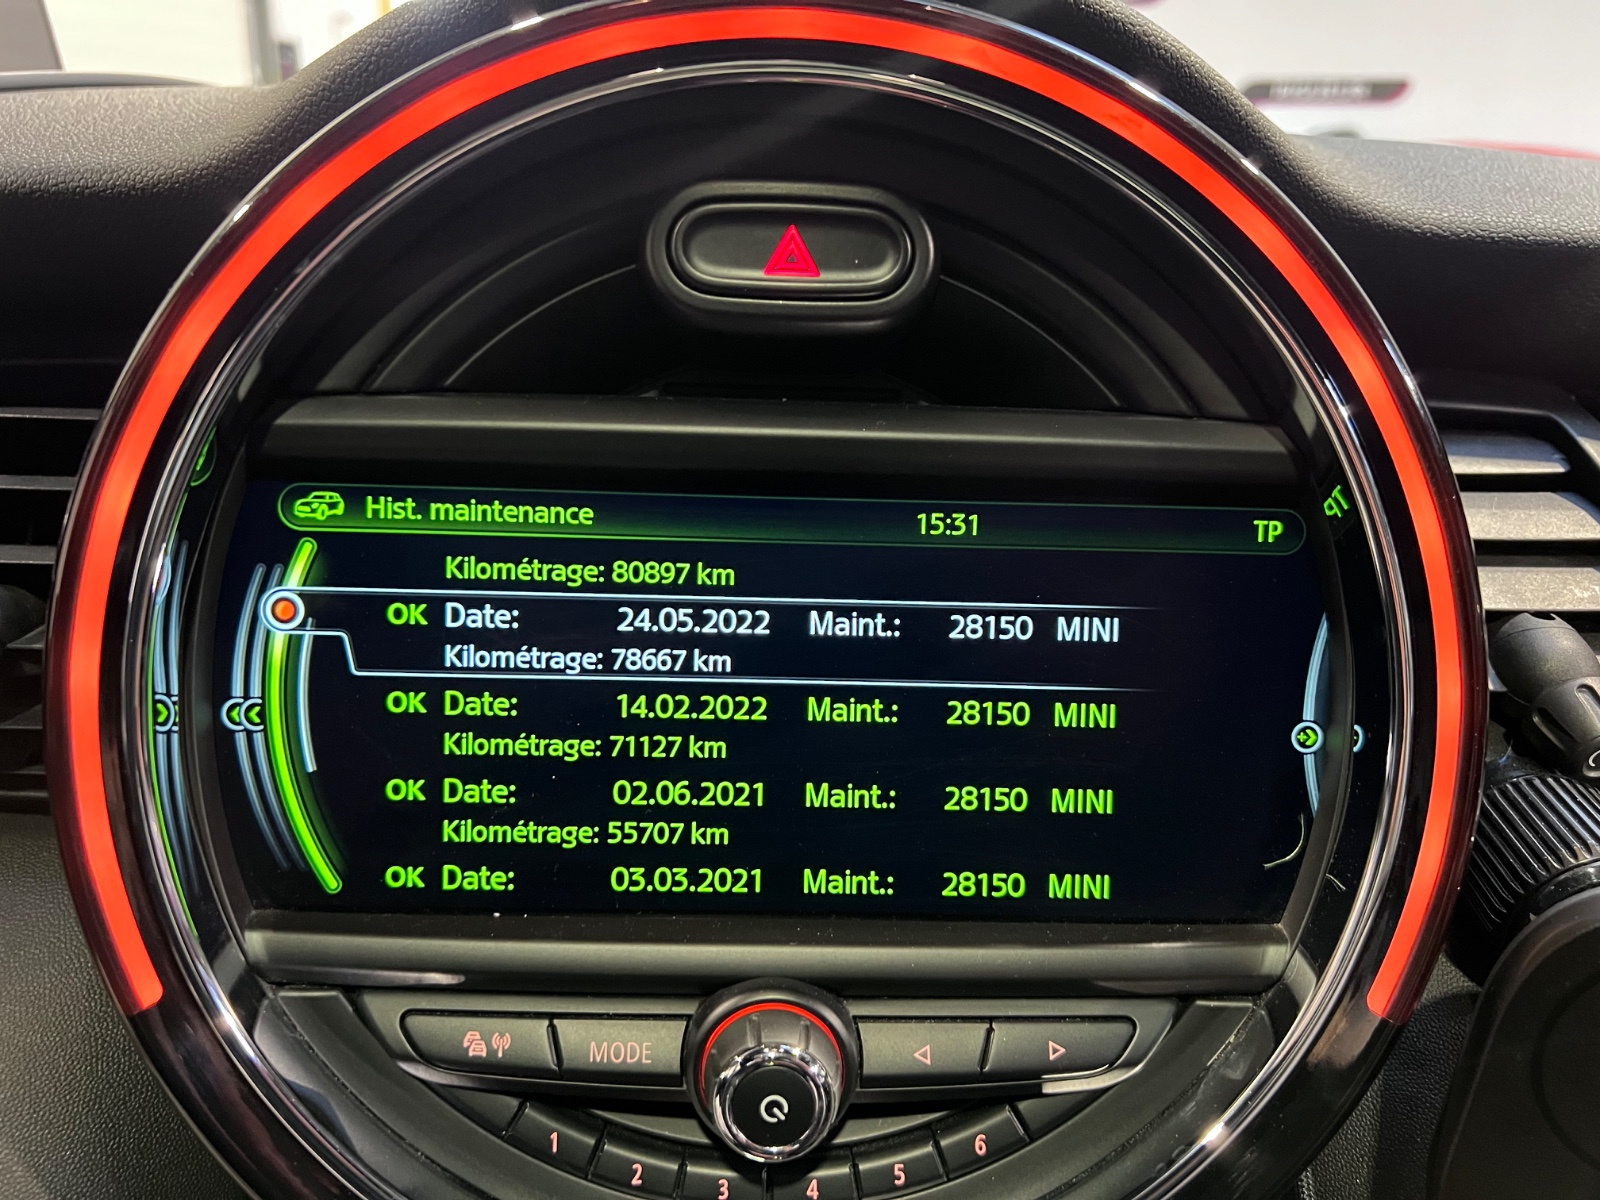 Hist. maintenance 15:31 TP
Kilométrage: 80897 km
OK Date: 24.05.2022 Maint.: 28150 MINI
Kilométrage: 78667 km
OK Date: 14.02.2022 Maint.: 28150 MINI
Kilométrage: 71127 km
OK Date: 02.06.2021 Maint.: 28150 MINI
Kilométrage: 55707 km
OK Date: 03.03.2021 Maint.: 28150 MINI
MODE
1 2 3 4 5 6